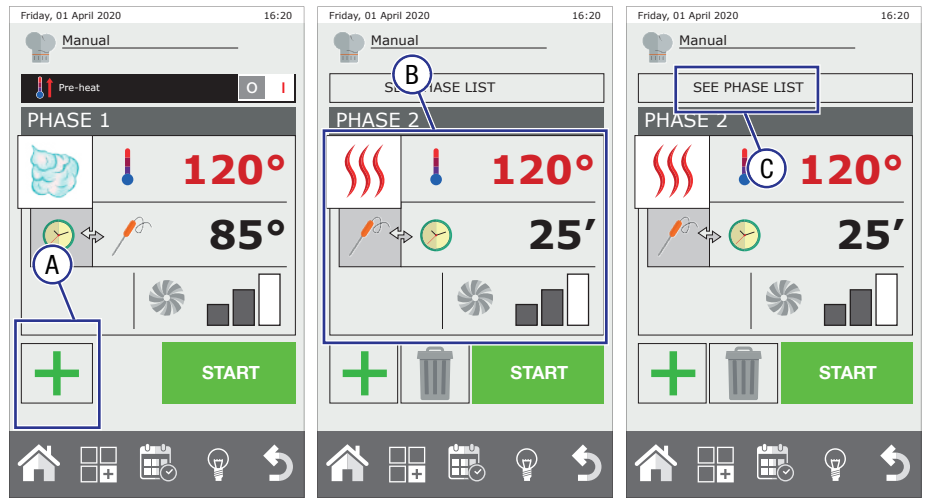 Friday, 01 April 2020 16:20
Manual
Pre-heat O I
PHASE 1
120°
85°
A
START
Friday, 01 April 2020 16:20
Manual
B
SEE PHASE LIST
PHASE 2
120°
25′
START
Friday, 01 April 2020 16:20
Manual
SEE PHASE LIST
PHASE 2
C
120°
25′
START